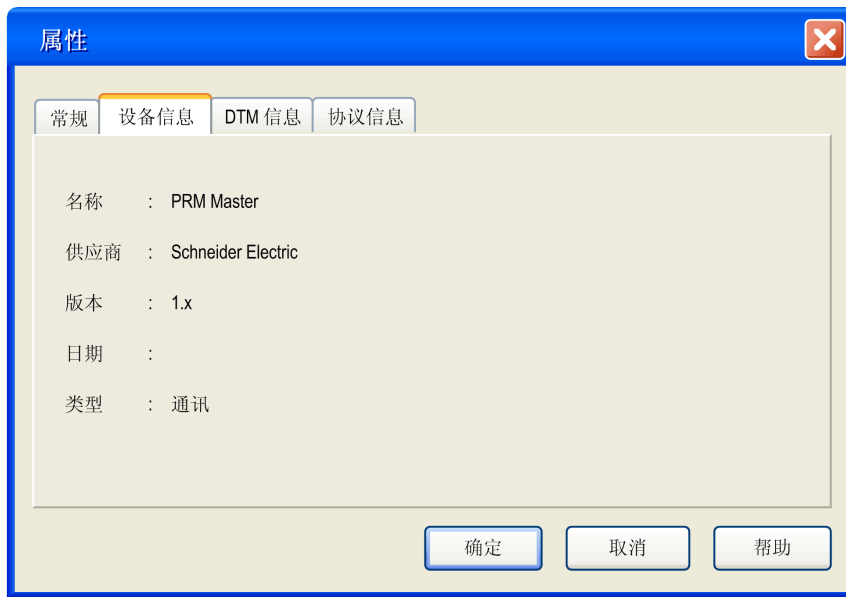 属性
常规 设备信息 DTM 信息 协议信息
名称 : PRM Master
供应商 : Schneider Electric
版本 : 1.x
日期 :
类型 : 通讯
确定 取消 帮助